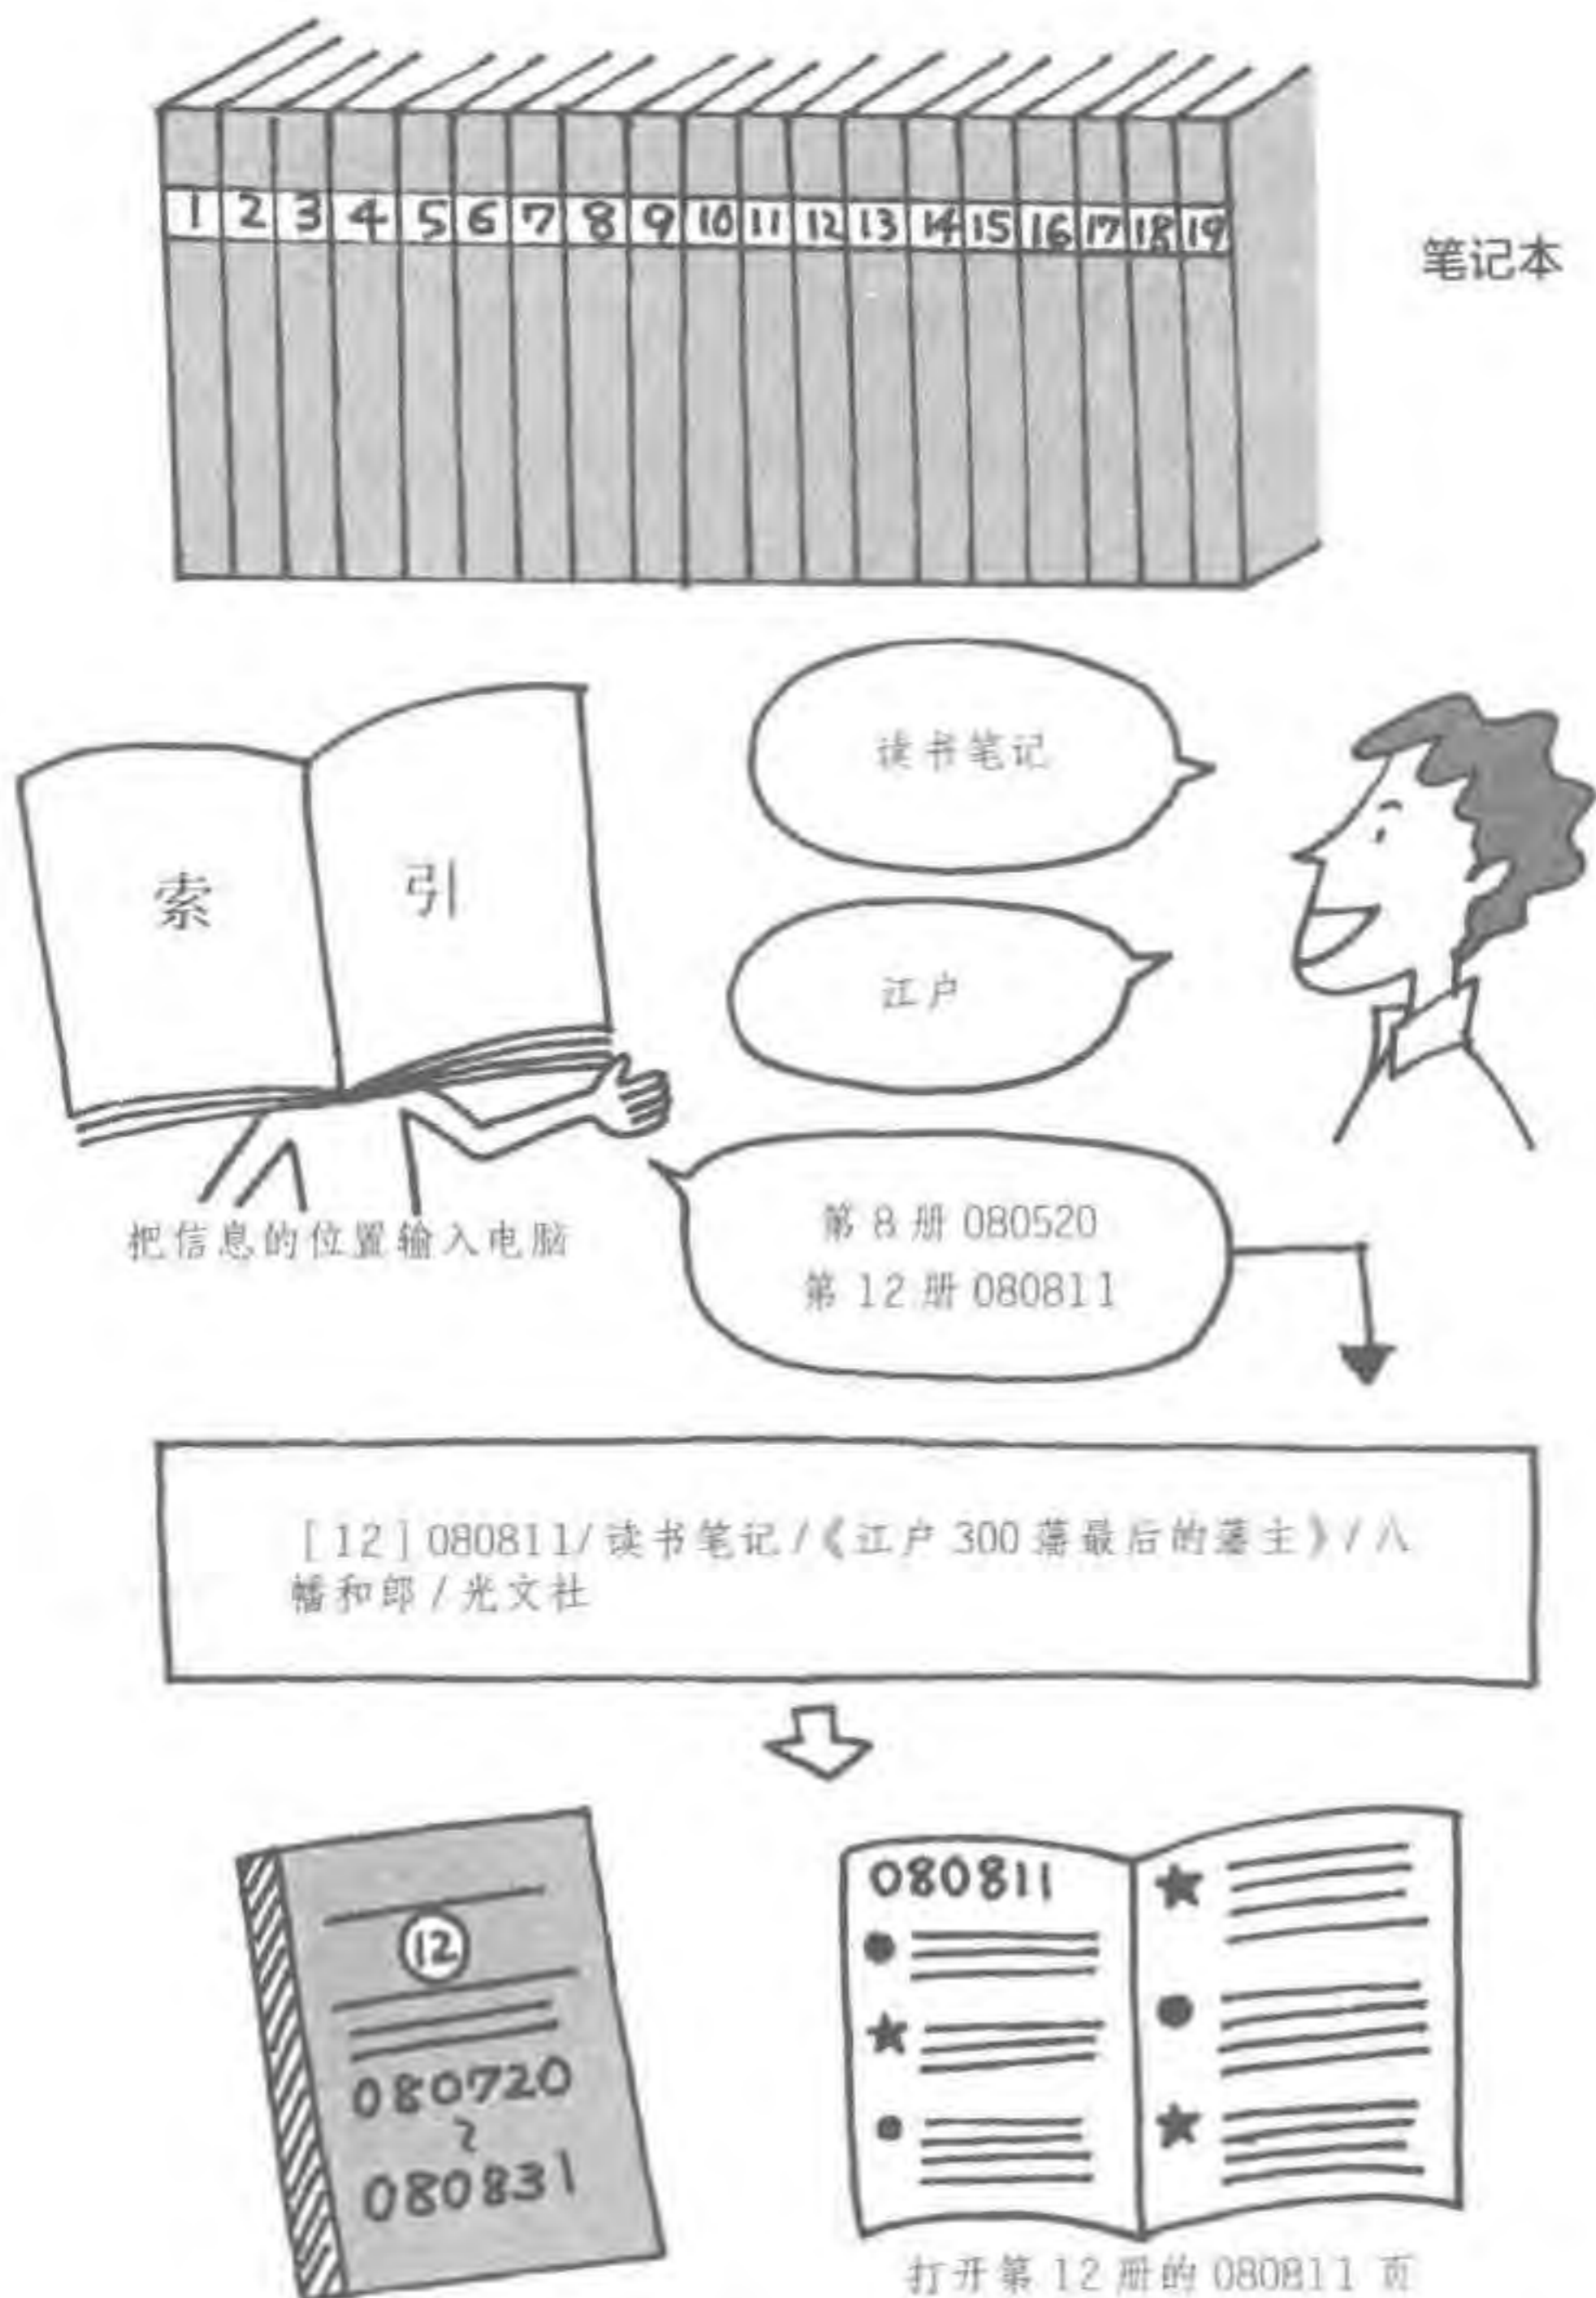 1 2 3 4 5 6 7 8 9 10 11 12 13 14 15 16 17 18 19
笔记本
读书笔记
索 引
江户
把信息的位置输入电脑
第 8 册 080520
第 12 册 080811
[12]080811/读书笔记/《江户 300 藩最后的藩主》/八
幡和郎/光文社
12
080720
~
080831
080811
打开第 12 册的 080811 页